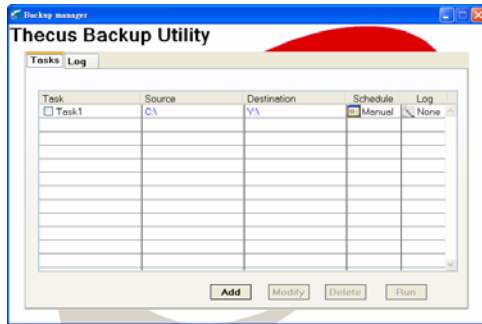 Backup manager
Thecus Backup Utility
Tasks Log
Task Source Destination Schedule Log
Task1 C:\ Y:\ Manual None
Add Modify Delete Run